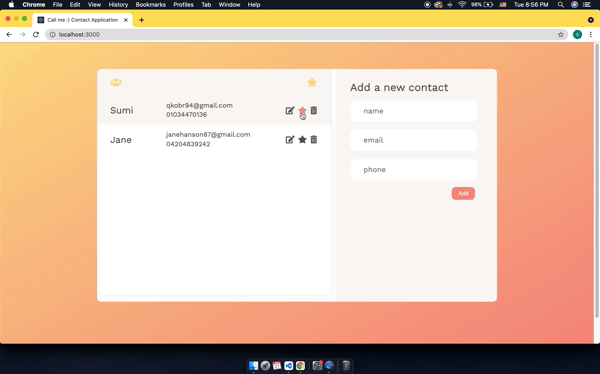 Chrome File Edit View History Bookmarks Profiles Tab Window Help
98%
Tue 8:56 PM
Call me :) Contact Application
localhost:3000
S
Add a new contact
Sumi
qkobr94@gmail.com
01034470136
name
Jane
janehanson87@gmail.com
04204839242
email
phone
Add